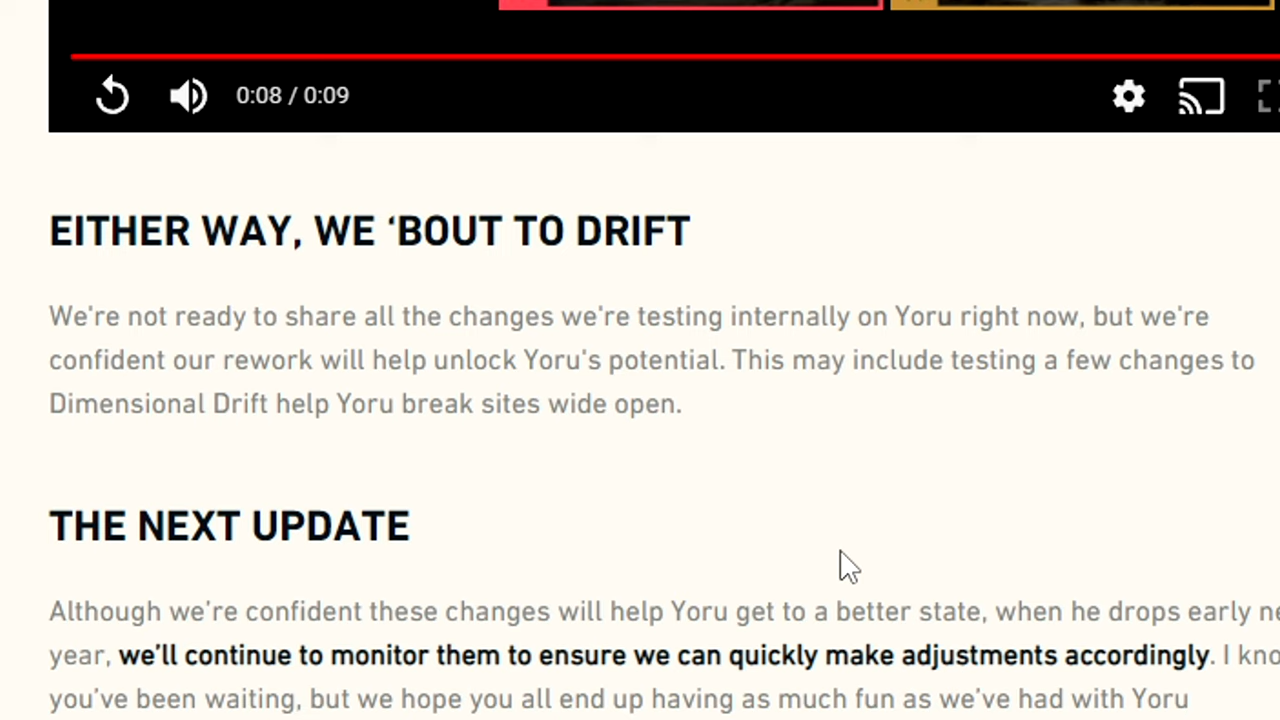 0:08 / 0:09
EITHER WAY, WE ‘BOUT TO DRIFT
We're not ready to share all the changes we're testing internally on Yoru right now, but we're
confident our rework will help unlock Yoru's potential. This may include testing a few changes to
Dimensional Drift help Yoru break sites wide open.
THE NEXT UPDATE
Although we’re confident these changes will help Yoru get to a better state, when he drops early
year, we’ll continue to monitor them to ensure we can quickly make adjustments accordingly. I
you’ve been waiting, but we hope you all end up having as much fun as we’ve had with Yoru